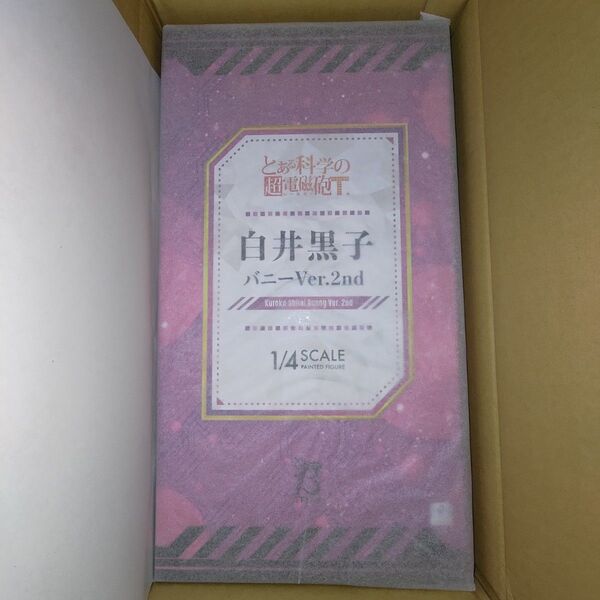 とある科学の
超電磁砲T
白井黒子
バニーVer.2nd
Kuroko Shirai Bunny Ver. 2nd
1/4 SCALE
PAINTED FIGURE